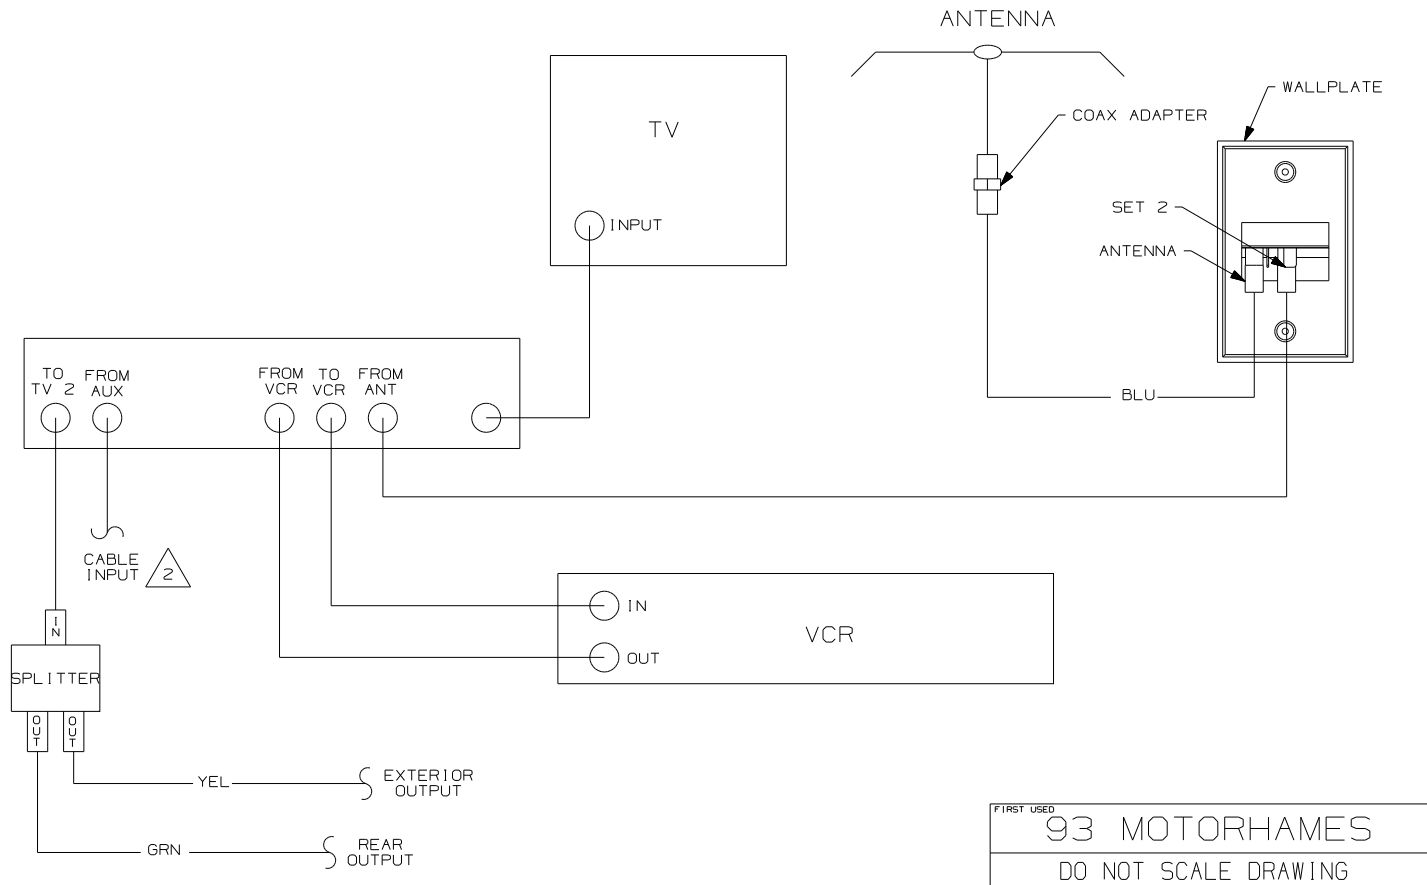 ANTENNA
WALLPLATE
COAX ADAPTER
TV
SET 2
INPUT
ANTENNA
TO
TV 2
FROM
AUX
FROM
VCR
TO
VCR
FROM
ANT
BLU
CABLE
INPUT
2
IN
IN
VCR
OUT
SPLITTER
OUT
OUT
YEL
EXTERIOR
OUTPUT
GRN
REAR
OUTPUT
FIRST USED
93 MOTORHAMES
DO NOT SCALE DRAWING